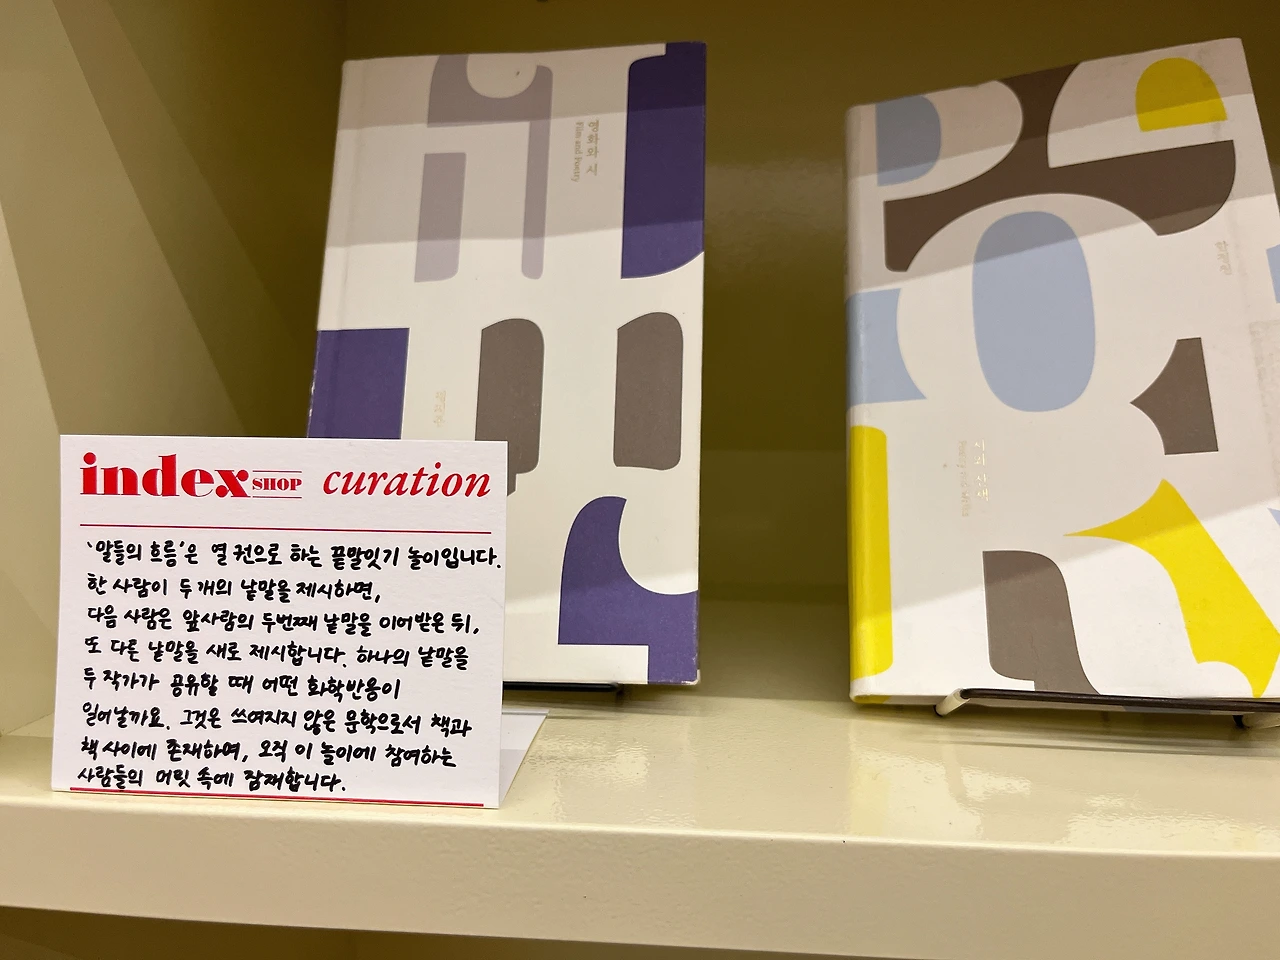 영화와 시
Film and Poetry
index SHOP curation
'말들의 흐름'은 열 권으로 하는 끝말잇기 놀이입니다.
한 사람이 두 개의 낱말을 제시하면,
다음 사람은 앞사람의 두번째 낱말을 이어받은 뒤,
또 다른 낱말을 새로 제시합니다. 하나의 낱말을
두 작가가 공유할 때 어떤 화학반응이
일어날까요. 그것은 쓰여지지 않은 문학으로서 책과
책 사이에 존재하며, 오직 이 놀이에 참여하는
사람들의 머릿 속에 잠재합니다.